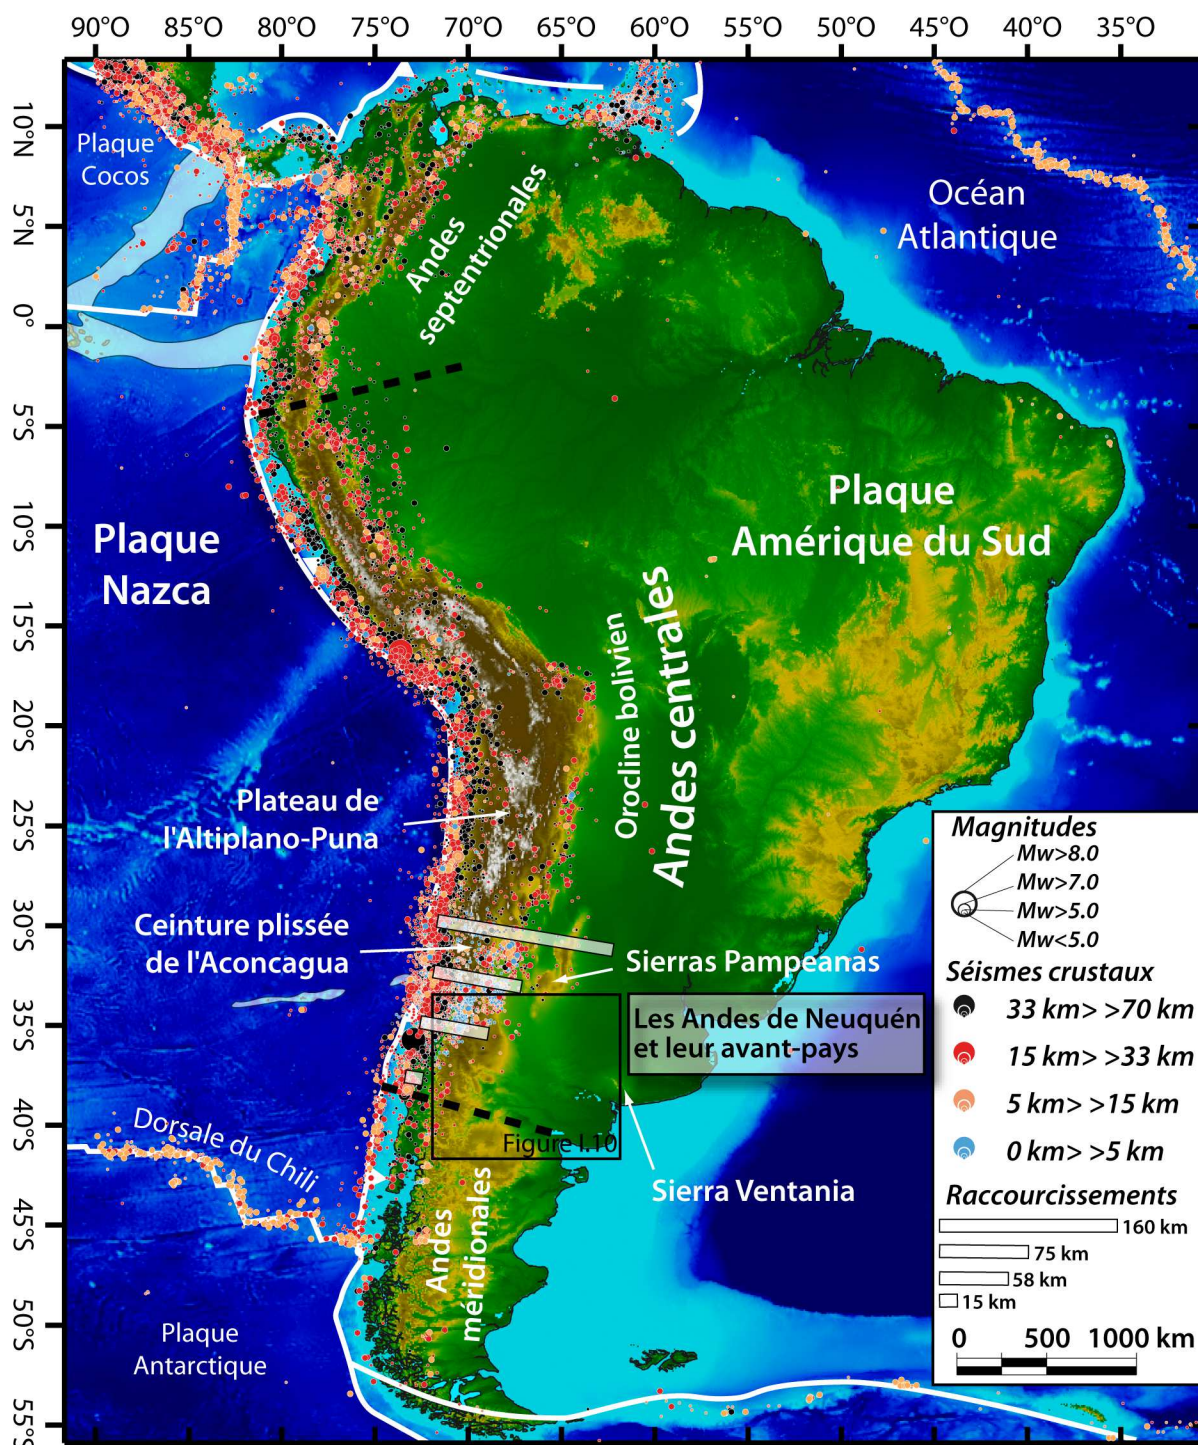 90°O 85°O 80°O 75°O 70°O 65°O 60°O 55°O 50°O 45°O 40°O 35°O
10°N
5°N
0°
5°S
10°S
15°S
20°S
25°S
30°S
35°S
40°S
45°S
50°S
55°S
Plaque
Cocos
Andes
septentrionales
Océan
Atlantique
Plaque
Nazca
Plaque
Amérique du Sud
Orocline bolivien
Andes centrales
Plateau de
l'Altiplano-Puna
Ceinture plissée
de l'Aconcagua
Sierras Pampeanas
Les Andes de Neuquén
et leur avant-pays
Figure I.10
Dorsale du Chili
Sierra Ventania
Andes
méridionales
Plaque
Antarctique
Magnitudes
Mw>8.0
Mw>7.0
Mw>5.0
Mw<5.0
Séismes crustaux
33 km> >70 km
15 km> >33 km
5 km> >15 km
0 km> >5 km
Raccourcissements
160 km
75 km
58 km
15 km
0 500 1000 km